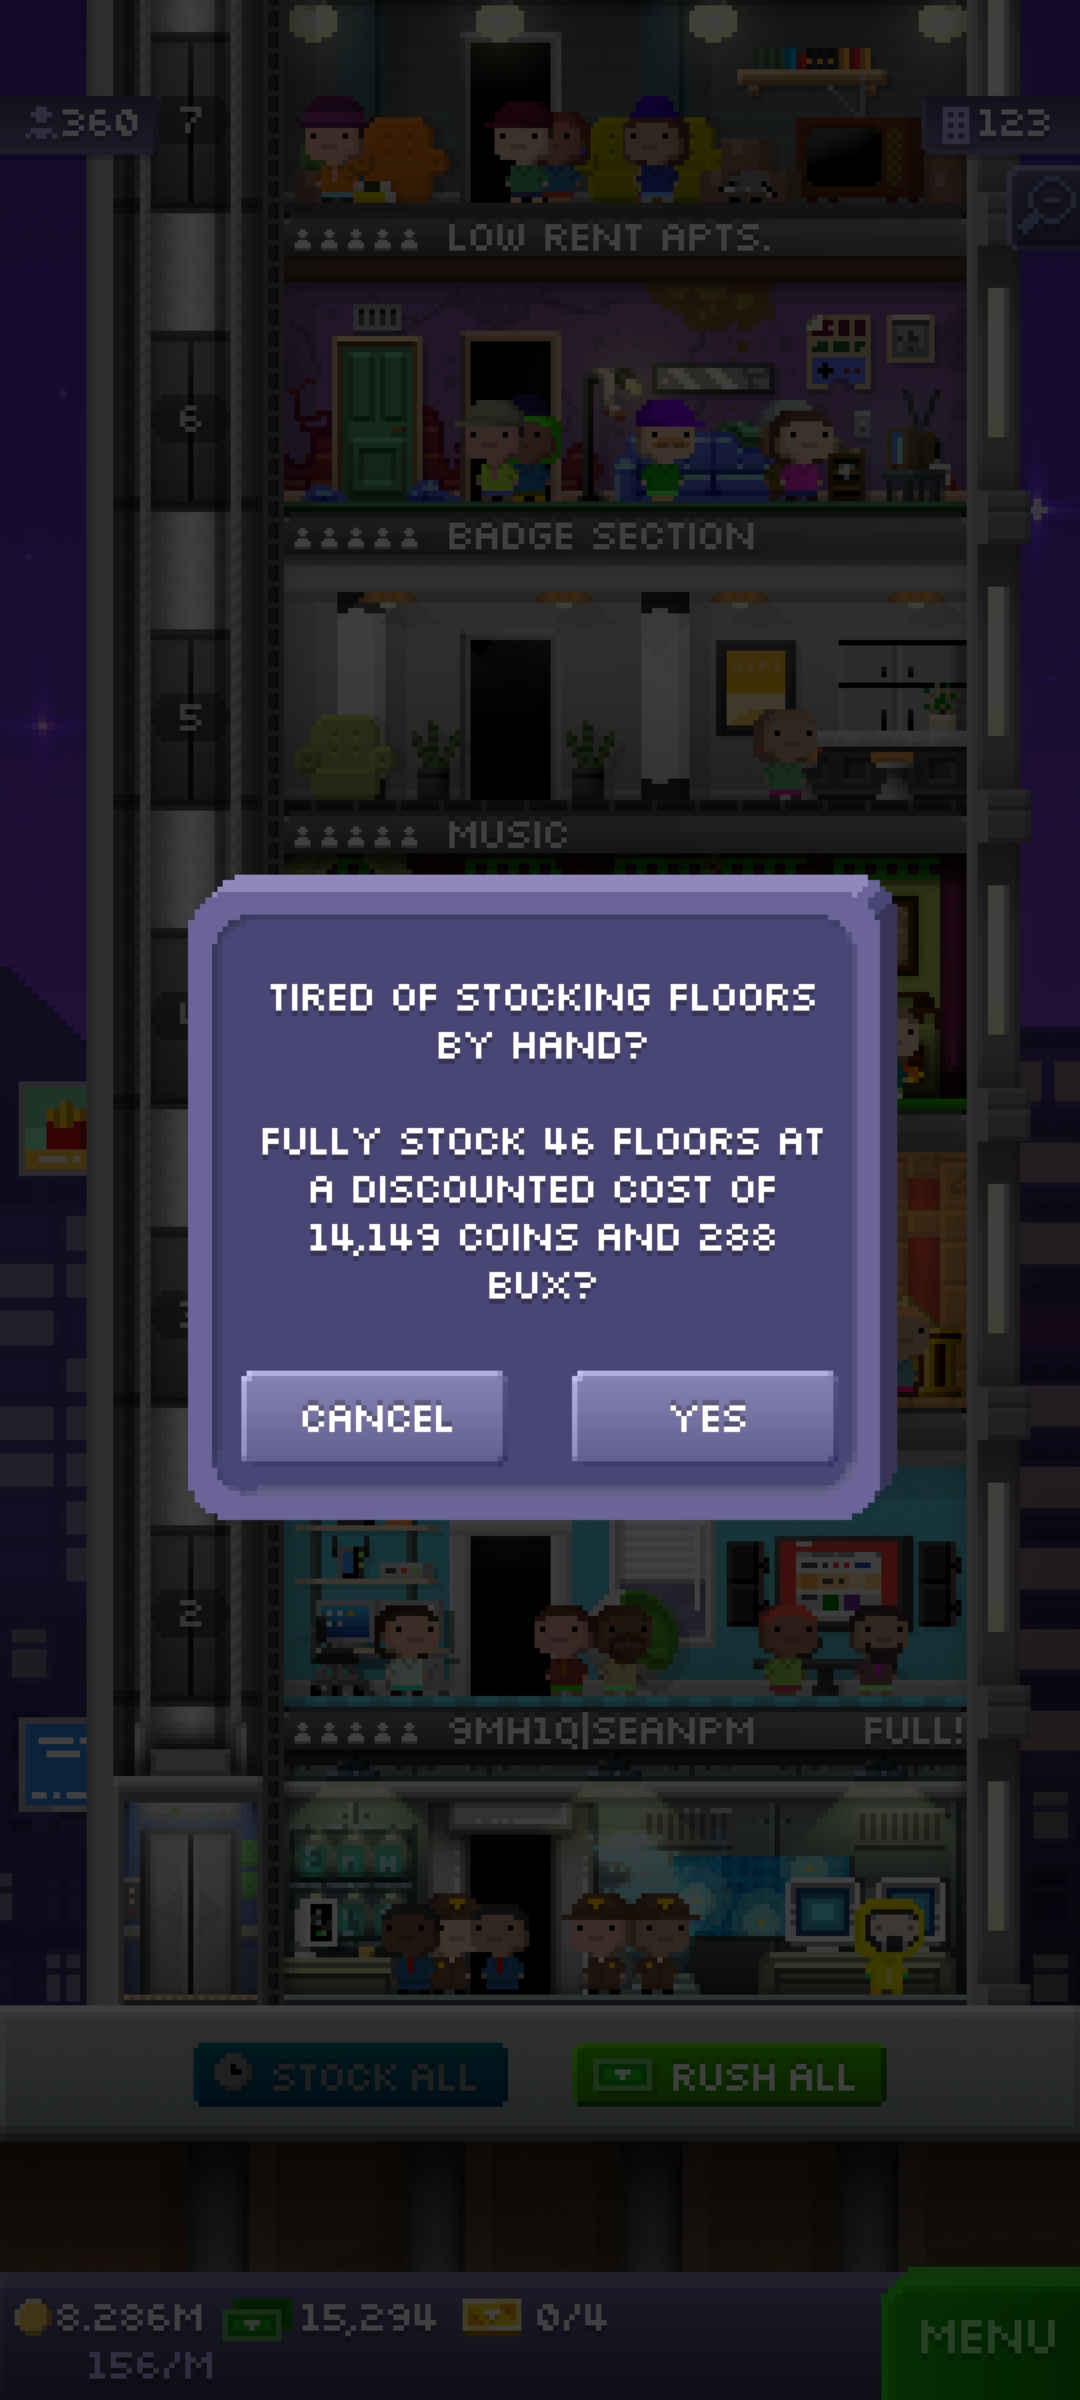 360
7
123
LOW RENT APTS.
6
BADGE SECTION
5
MUSIC
TIRED OF STOCKING FLOORS
BY HAND?
FULLY STOCK 46 FLOORS AT
A DISCOUNTED COST OF
14,149 COINS AND 288
BUX?
CANCEL
YES
2
9MH1Q|SEANPM
FULL!
STOCK ALL
RUSH ALL
8.286M
15,294
0/4
156/M
MENU